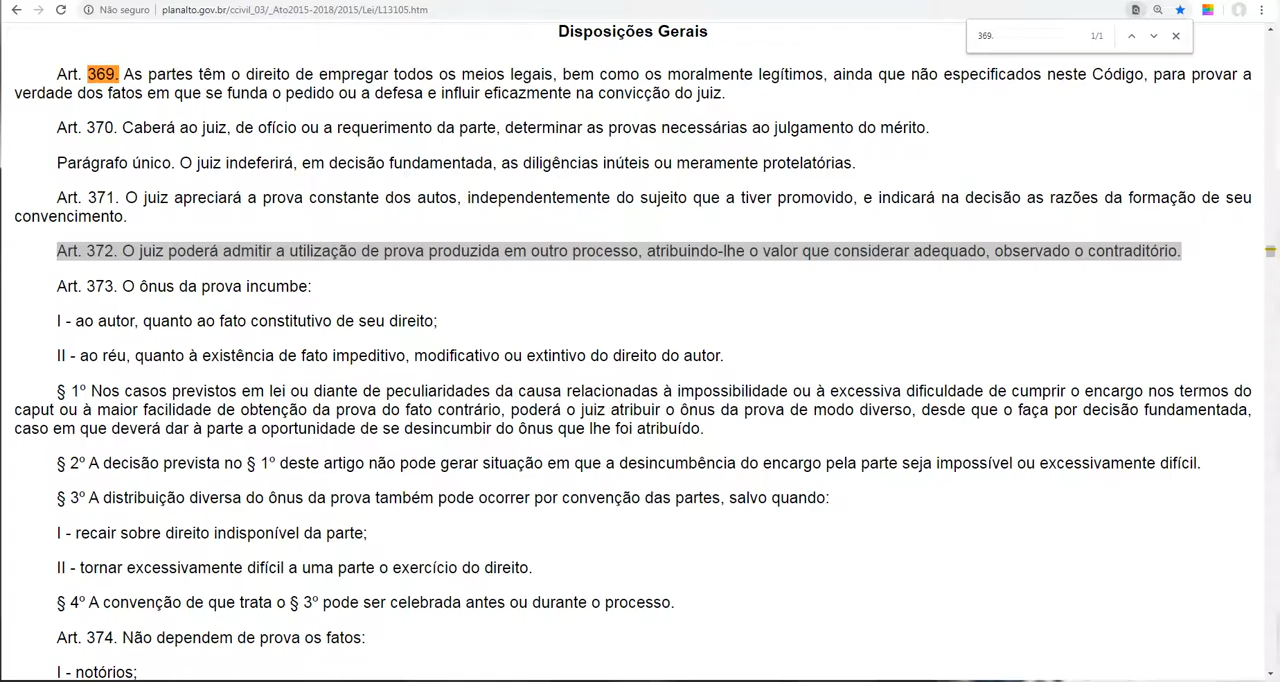 Não seguro
planalto.gov.br/ccivil_03/_Ato2015-2018/2015/Lei/L13105.htm
369.
1/1
Disposições Gerais
Art. 369. As partes têm o direito de empregar todos os meios legais, bem como os moralmente legítimos, ainda que não especificados neste Código, para provar a
verdade dos fatos em que se funda o pedido ou a defesa e influir eficazmente na convicção do juiz.
Art. 370. Caberá ao juiz, de ofício ou a requerimento da parte, determinar as provas necessárias ao julgamento do mérito.
Parágrafo único. O juiz indeferirá, em decisão fundamentada, as diligências inúteis ou meramente protelatórias.
Art. 371. O juiz apreciará a prova constante dos autos, independentemente do sujeito que a tiver promovido, e indicará na decisão as razões da formação de seu
convencimento.
Art. 372. O juiz poderá admitir a utilização de prova produzida em outro processo, atribuindo-lhe o valor que considerar adequado, observado o contraditório.
Art. 373. O ônus da prova incumbe:
I - ao autor, quanto ao fato constitutivo de seu direito;
II - ao réu, quanto à existência de fato impeditivo, modificativo ou extintivo do direito do autor.
§ 1º Nos casos previstos em lei ou diante de peculiaridades da causa relacionadas à impossibilidade ou à excessiva dificuldade de cumprir o encargo nos termos do
caput ou à maior facilidade de obtenção da prova do fato contrário, poderá o juiz atribuir o ônus da prova de modo diverso, desde que o faça por decisão fundamentada,
caso em que deverá dar à parte a oportunidade de se desincumbir do ônus que lhe foi atribuído.
§ 2º A decisão prevista no § 1º deste artigo não pode gerar situação em que a desincumbência do encargo pela parte seja impossível ou excessivamente difícil.
§ 3º A distribuição diversa do ônus da prova também pode ocorrer por convenção das partes, salvo quando:
I - recair sobre direito indisponível da parte;
II - tornar excessivamente difícil a uma parte o exercício do direito.
§ 4º A convenção de que trata o § 3º pode ser celebrada antes ou durante o processo.
Art. 374. Não dependem de prova os fatos:
I - notórios;